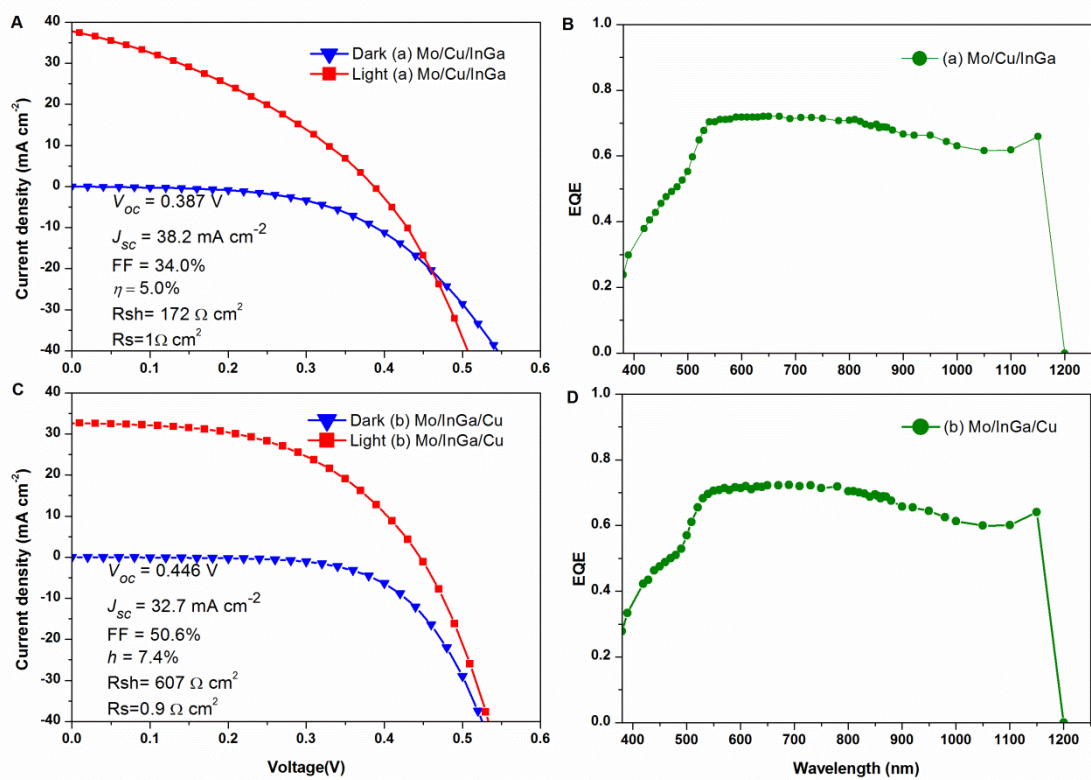 A
Current density (mA cm⁻²)
40
30
20
10
0
-10
-20
-30
-40
Dark (a) Mo/Cu/InGa
Light (a) Mo/Cu/InGa
Voc = 0.387 V
Jsc = 38.2 mA cm⁻²
FF = 34.0%
η = 5.0%
Rsh= 172 Ω cm²
Rs=1Ω cm²
0.0 0.1 0.2 0.3 0.4 0.5 0.6
B
EQE
1.0
0.8
0.6
0.4
0.2
0.0
(a) Mo/Cu/InGa
400 500 600 700 800 900 1000 1100 1200
C
Current density (mA cm⁻²)
40
30
20
10
0
-10
-20
-30
-40
Dark (b) Mo/InGa/Cu
Light (b) Mo/InGa/Cu
Voc = 0.446 V
Jsc = 32.7 mA cm⁻²
FF = 50.6%
h = 7.4%
Rsh= 607 Ω cm²
Rs=0.9 Ω cm²
0.0 0.1 0.2 0.3 0.4 0.5 0.6
Voltage(V)
D
EQE
1.0
0.8
0.6
0.4
0.2
0.0
(b) Mo/InGa/Cu
400 500 600 700 800 900 1000 1100 1200
Wavelength (nm)